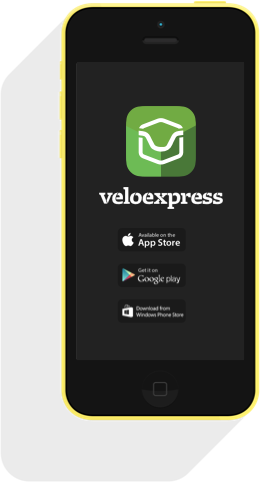 veloexpress
Available on the
App Store
Get it on
Google play
Download from
Windows Phone Store